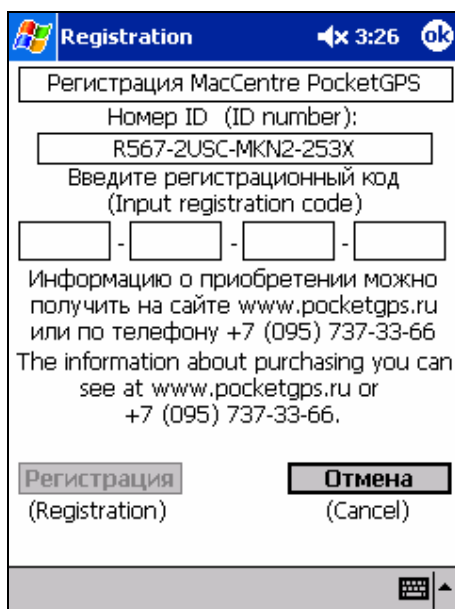 Registration 3:26 ok
Регистрация MacCentre PocketGPS
Номер ID (ID number):
R567-2USC-MKN2-253X
Введите регистрационный код
(Input registration code)
- - -
Информацию о приобретении можно
получить на сайте www.pocketgps.ru
или по телефону +7 (095) 737-33-66
The information about purchasing you can
see at www.pocketgps.ru or
+7 (095) 737-33-66.
Регистрация Отмена
(Registration) (Cancel)